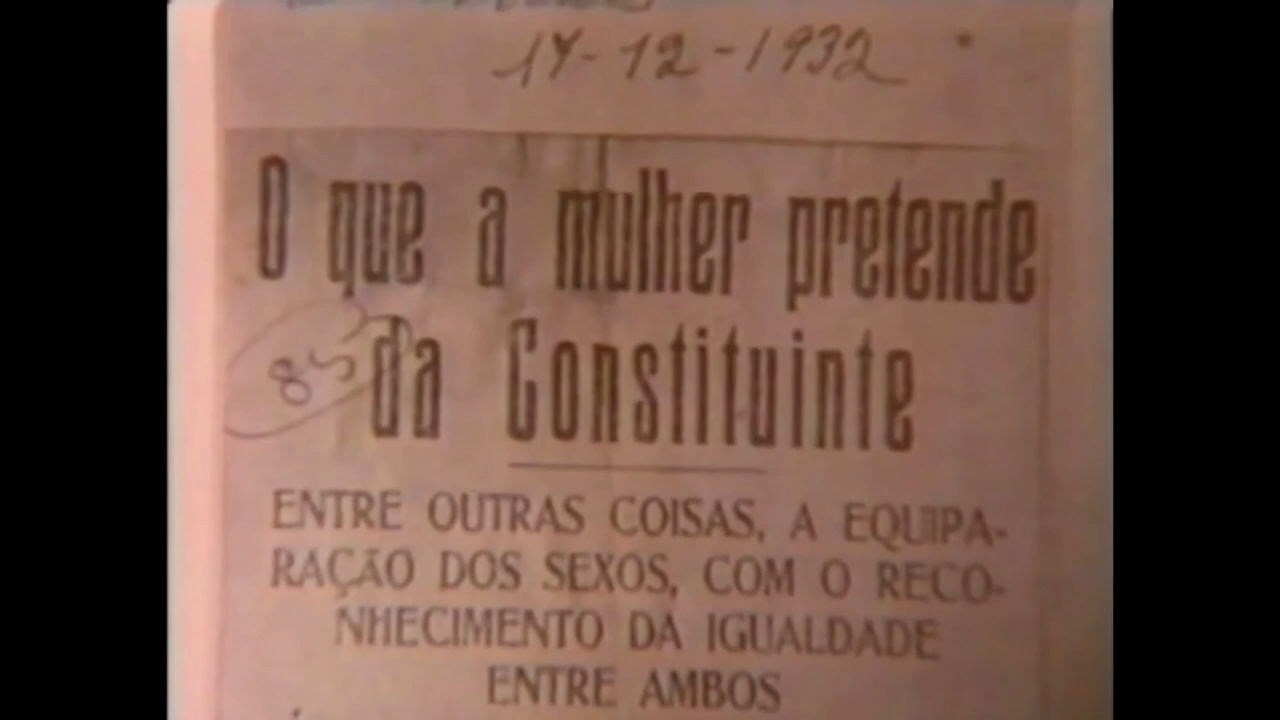 14-12-1932
O que a mulher pretende
85
da Constituinte
ENTRE OUTRAS COISAS, A EQUIPA-
RAÇÃO DOS SEXOS, COM O RECO-
NHECIMENTO DA IGUALDADE
ENTRE AMBOS